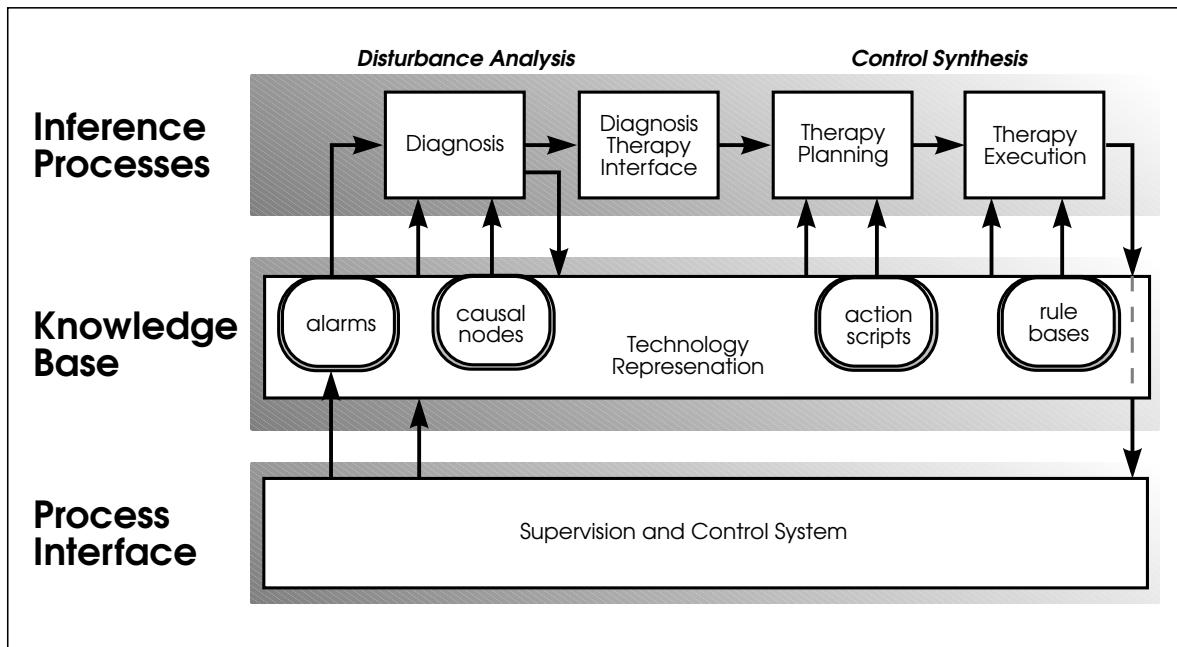 Disturbance Analysis
Control Synthesis
Inference
Processes
Diagnosis
Diagnosis
Therapy
Interface
Therapy
Planning
Therapy
Execution
Knowledge
Base
alarms
causal
nodes
Technology
Represenation
action
scripts
rule
bases
Process
Interface
Supervision and Control System